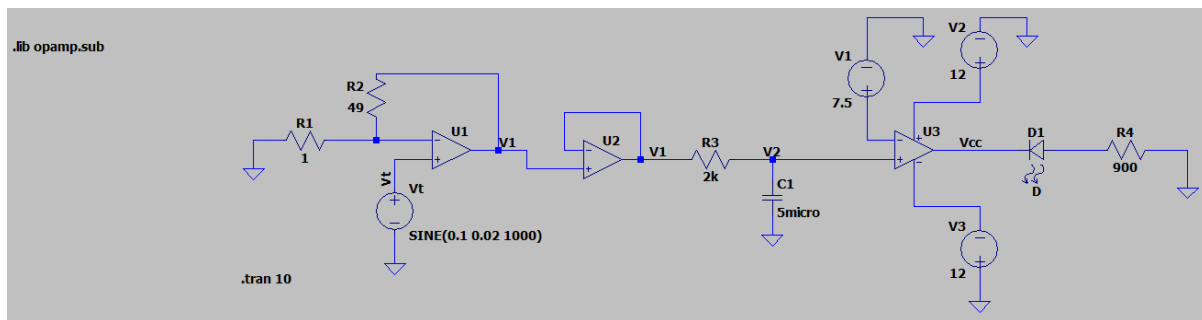 .lib opamp.sub
R1
1
R2
49
U1
V1
Vt
Vt
SINE(0.1 0.02 1000)
.tran 10
U2
V1
R3
2k
V2
C1
5micro
V1
7.5
V2
12
U3
Vcc
V3
12
D1
D
R4
900